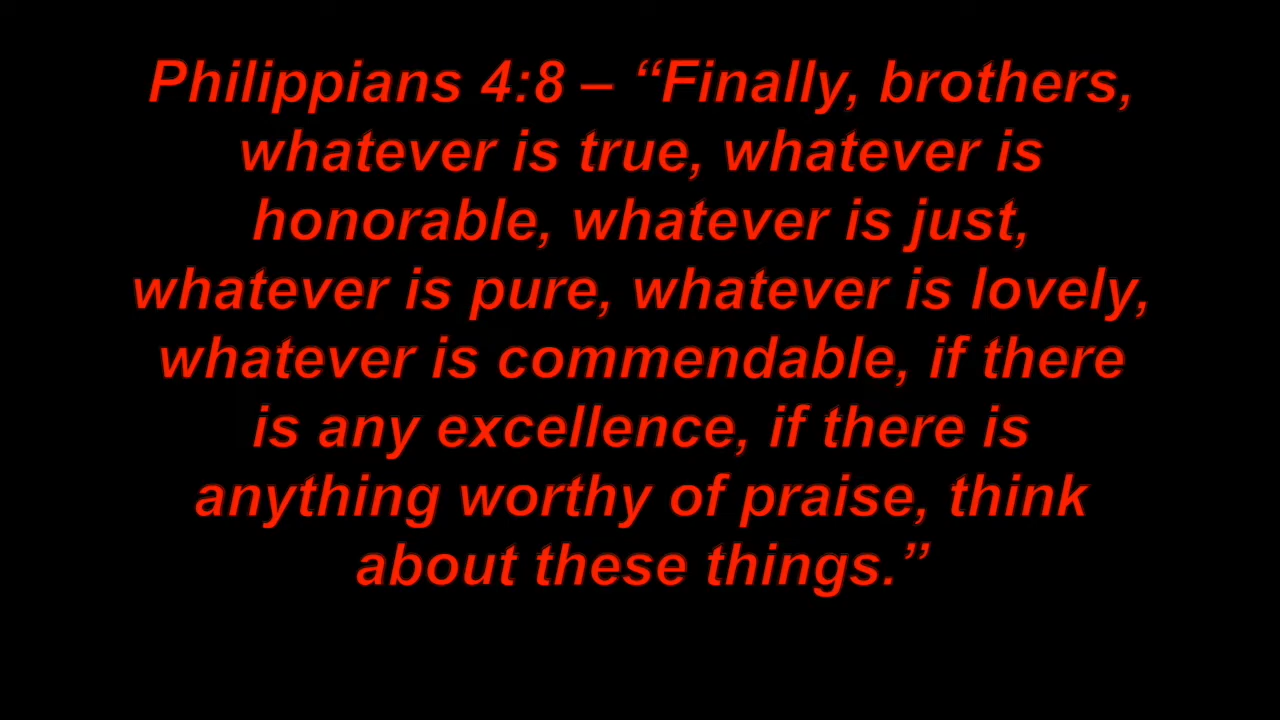 Philippians 4:8 – “Finally, brothers,
whatever is true, whatever is
honorable, whatever is just,
whatever is pure, whatever is lovely,
whatever is commendable, if there
is any excellence, if there is
anything worthy of praise, think
about these things.”